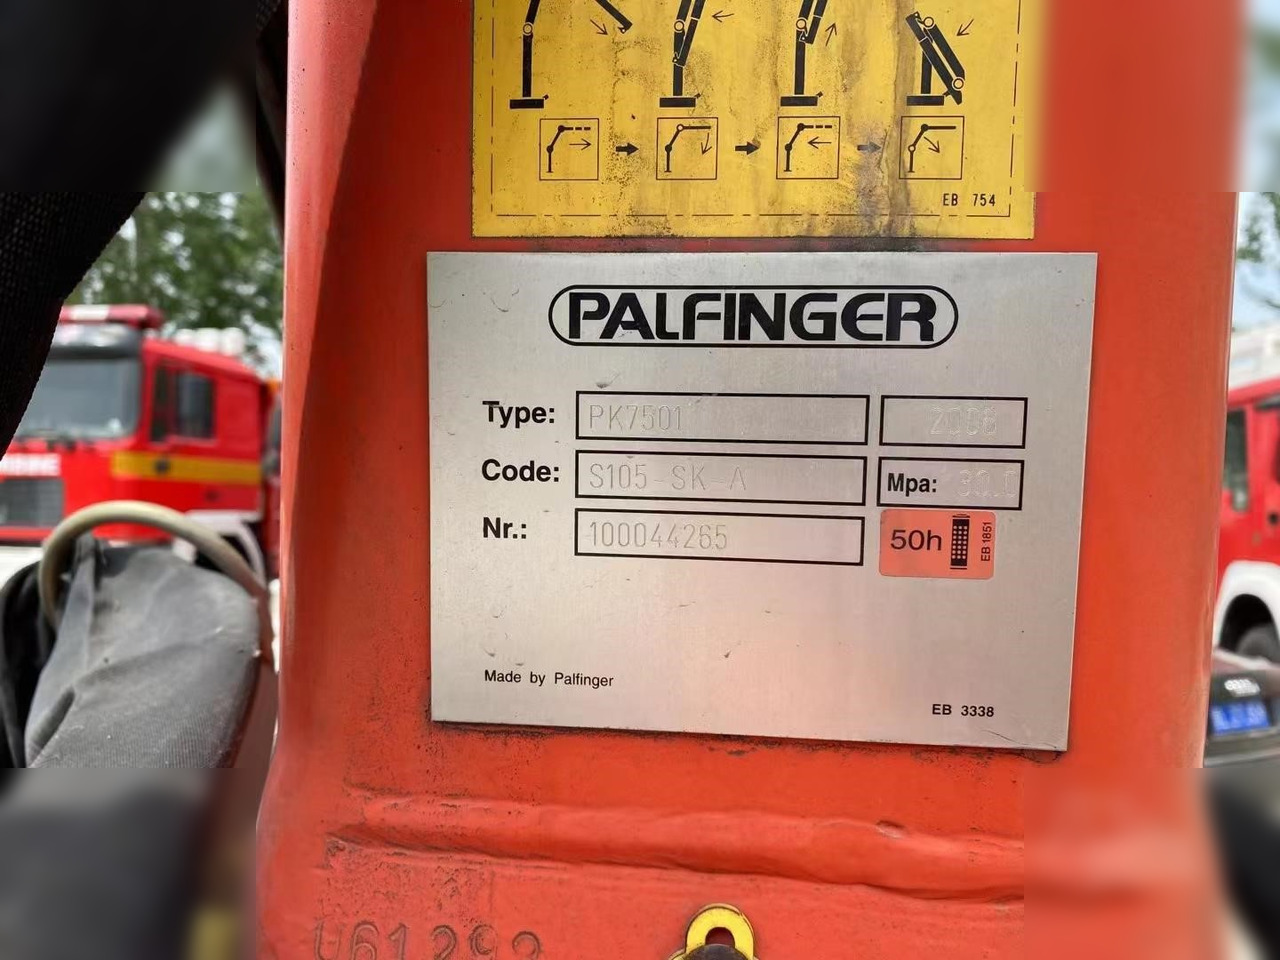 EB 754
PALFINGER
Type: PK7501
Code: S105-SK-A Mpa:
Nr.: 100044265
50h EB 1851
Made by Palfinger
EB 3338